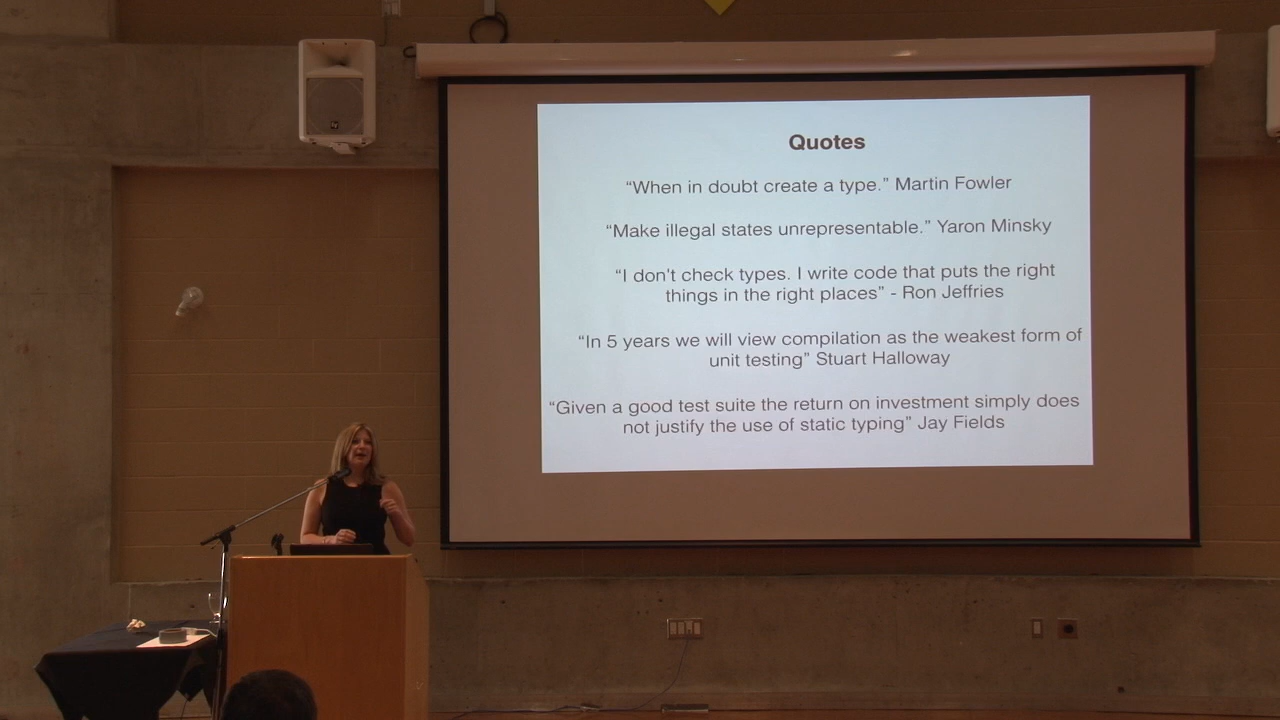 Quotes
“When in doubt create a type.” Martin Fowler
“Make illegal states unrepresentable.” Yaron Minsky
“I don't check types. I write code that puts the right
things in the right places” - Ron Jeffries
“In 5 years we will view compilation as the weakest form of
unit testing” Stuart Halloway
“Given a good test suite the return on investment simply does
not justify the use of static typing” Jay Fields